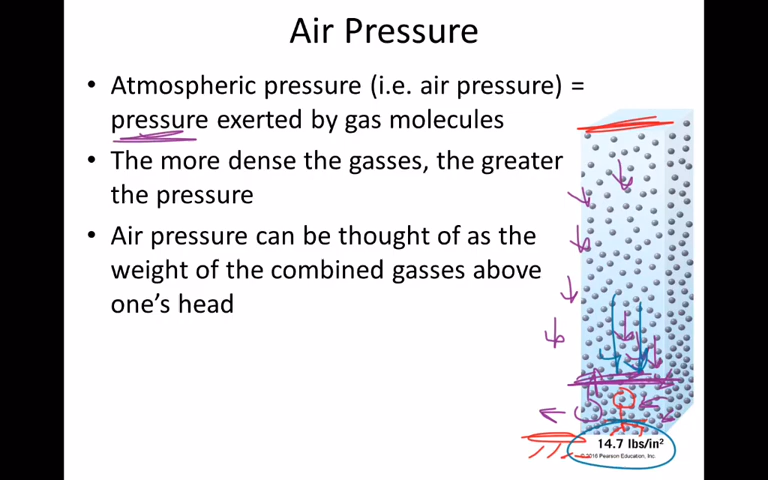 Air Pressure
• Atmospheric pressure (i.e. air pressure) =
pressure exerted by gas molecules
• The more dense the gasses, the greater
the pressure
• Air pressure can be thought of as the
weight of the combined gasses above
one's head
14.7 lbs/in²
© 2016 Pearson Education, Inc.